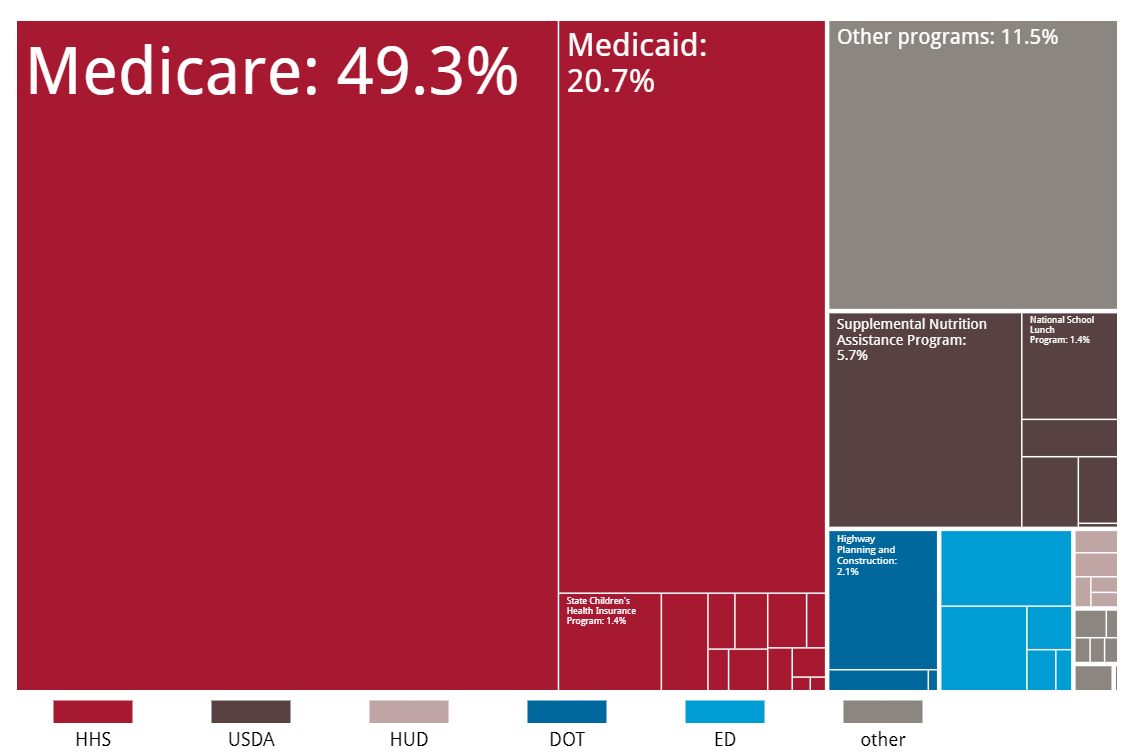 Medicare: 49.3%
Medicaid:
20.7%
Other programs: 11.5%
Supplemental Nutrition
Assistance Program:
5.7%
National School
Lunch
Program: 1.4%
Highway
Planning and
Construction:
2.1%
State Children's
Health Insurance
Program: 1.4%
HHS
USDA
HUD
DOT
ED
other